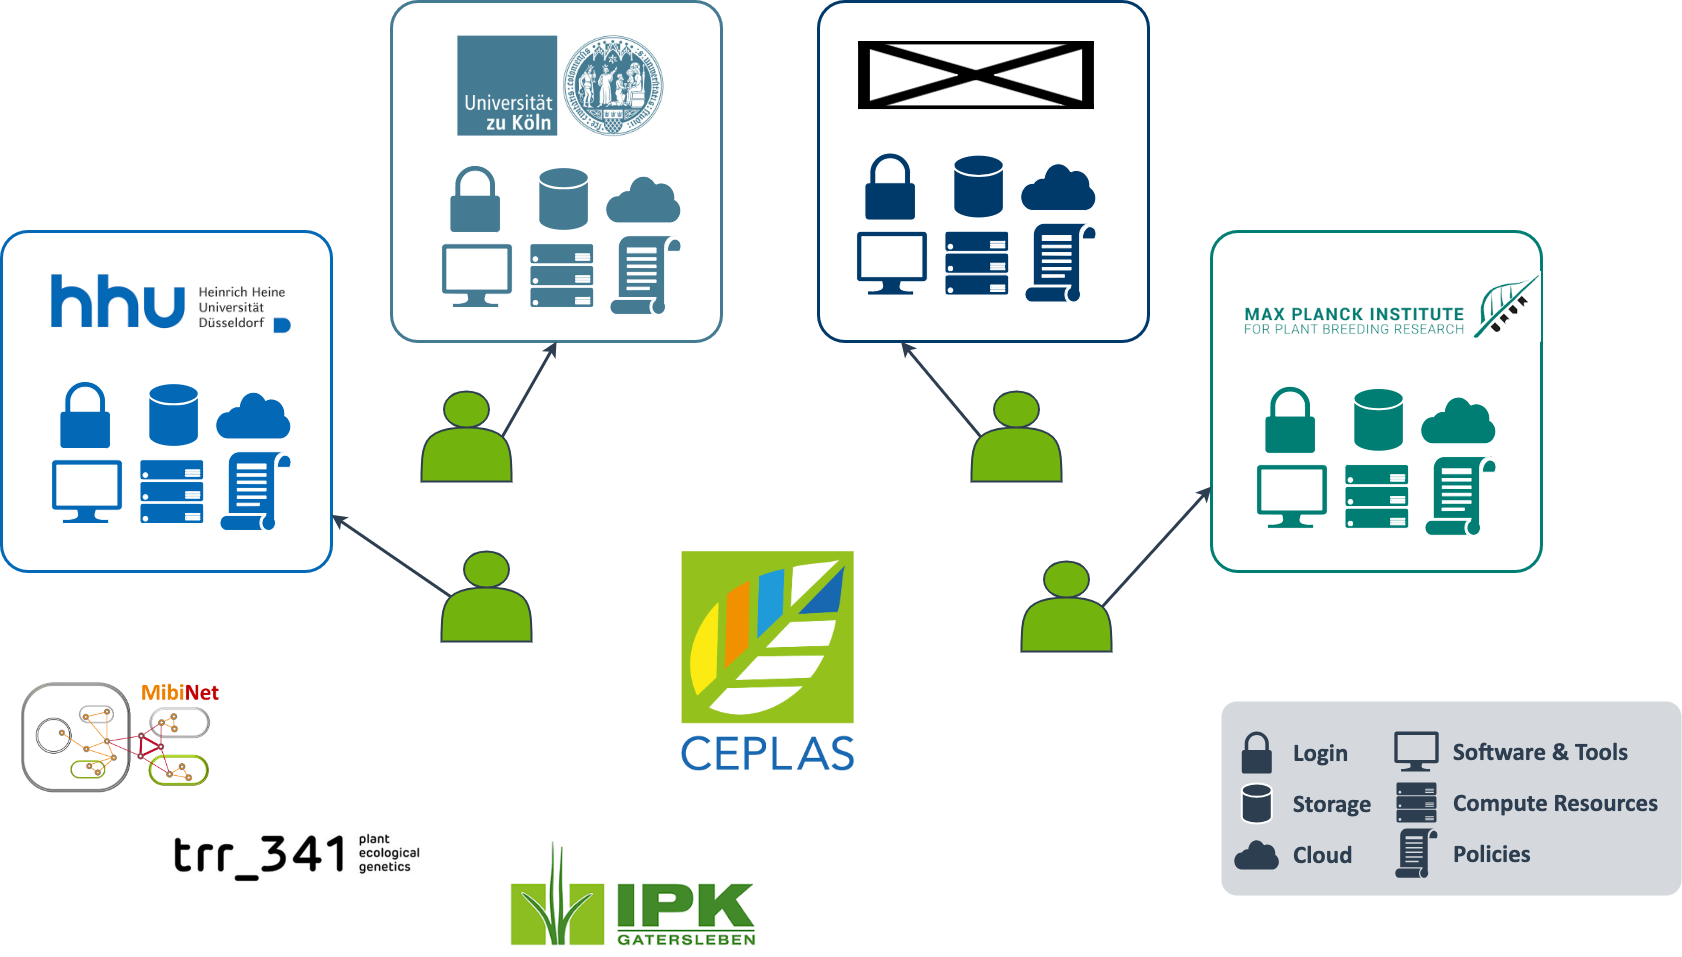 Universität
zu Köln
hhu
Heinrich Heine
Universität
Düsseldorf
MAX PLANCK INSTITUTE
FOR PLANT BREEDING RESEARCH
MibiNet
CEPLAS
trr_341
plant
ecological
genetics
IPK
GATERSLEBEN
Login
Software & Tools
Storage
Compute Resources
Cloud
Policies